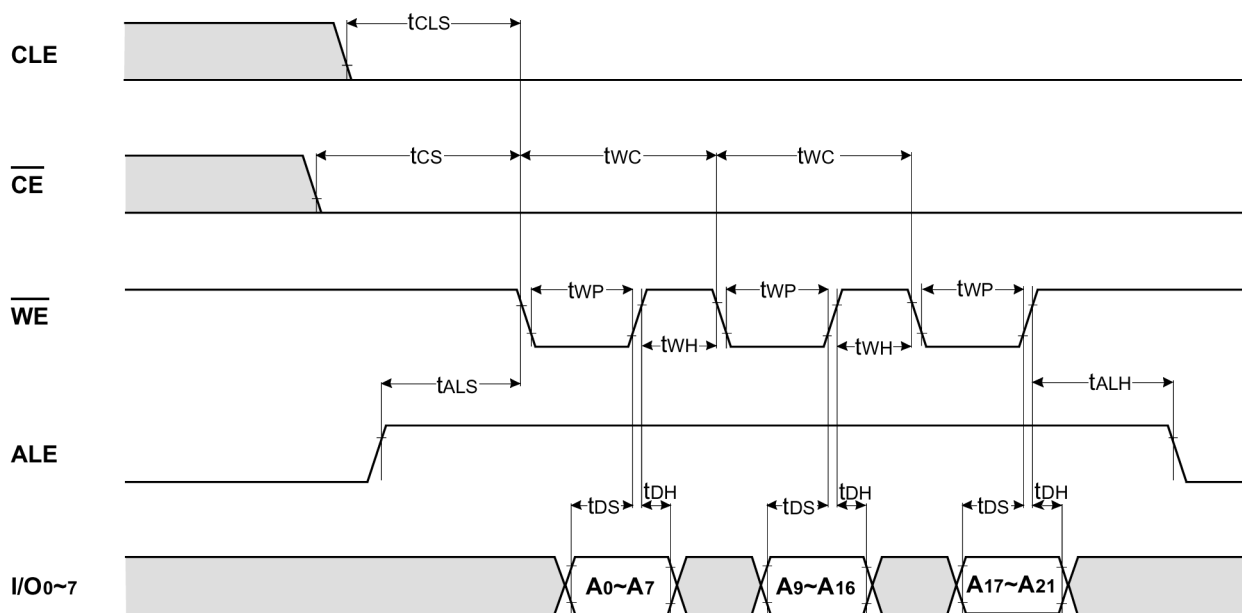 tCLS
CLE
tCS tWC tWC
CE
tWP tWP tWP
WE
tWH tWH
tALS tALH
ALE
tDS tDH tDS tDH tDS tDH
I/O0~7 A0~A7 A9~A16 A17~A21